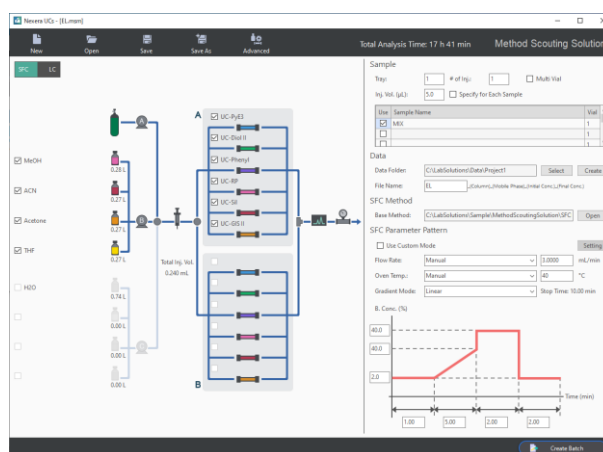 Nexera UCs - [EL.msm]
New Open Save Save As Advanced
Total Analysis Time: 17 h 41 min
Method Scouting Solution
SFC LC
A
A
UC-PyE3
UC-Diol II
UC-Phenyl
UC-RP
UC-Sil
UC-GIS II
MeOH
0.28 L
ACN
0.27 L
B
Acetone
0.27 L
THF
0.27 L
Total Inj. Vol.
0.240 mL
H2O
0.74 L
0.00 L
0.00 L
0.00 L
B
Sample
Tray: 1 # of Inj.: 1 Multi Vial
Inj. Vol. (µL): 5.0 Specify for Each Sample
Use Sample Name Vial
MIX 1
1
1
Data
Data Folder: C:\LabSolutions\Data\Project1 Select Create
File Name: EL _(Column)_(Mobile Phase)_(Initial Conc.)_(Final Conc.)
SFC Method
Base Method: C:\LabSolutions\Sample\MethodScoutingSolution\SFC Open
SFC Parameter Pattern
Use Custom Mode Setting
Flow Rate: Manual 3.0000 mL/min
Oven Temp.: Manual 40 °C
Gradient Mode: Linear Stop Time: 10.00 min
B. Conc. (%)
40.0
40.0
2.0
Time (min)
1.00 5.00 2.00 2.00
Create Batch